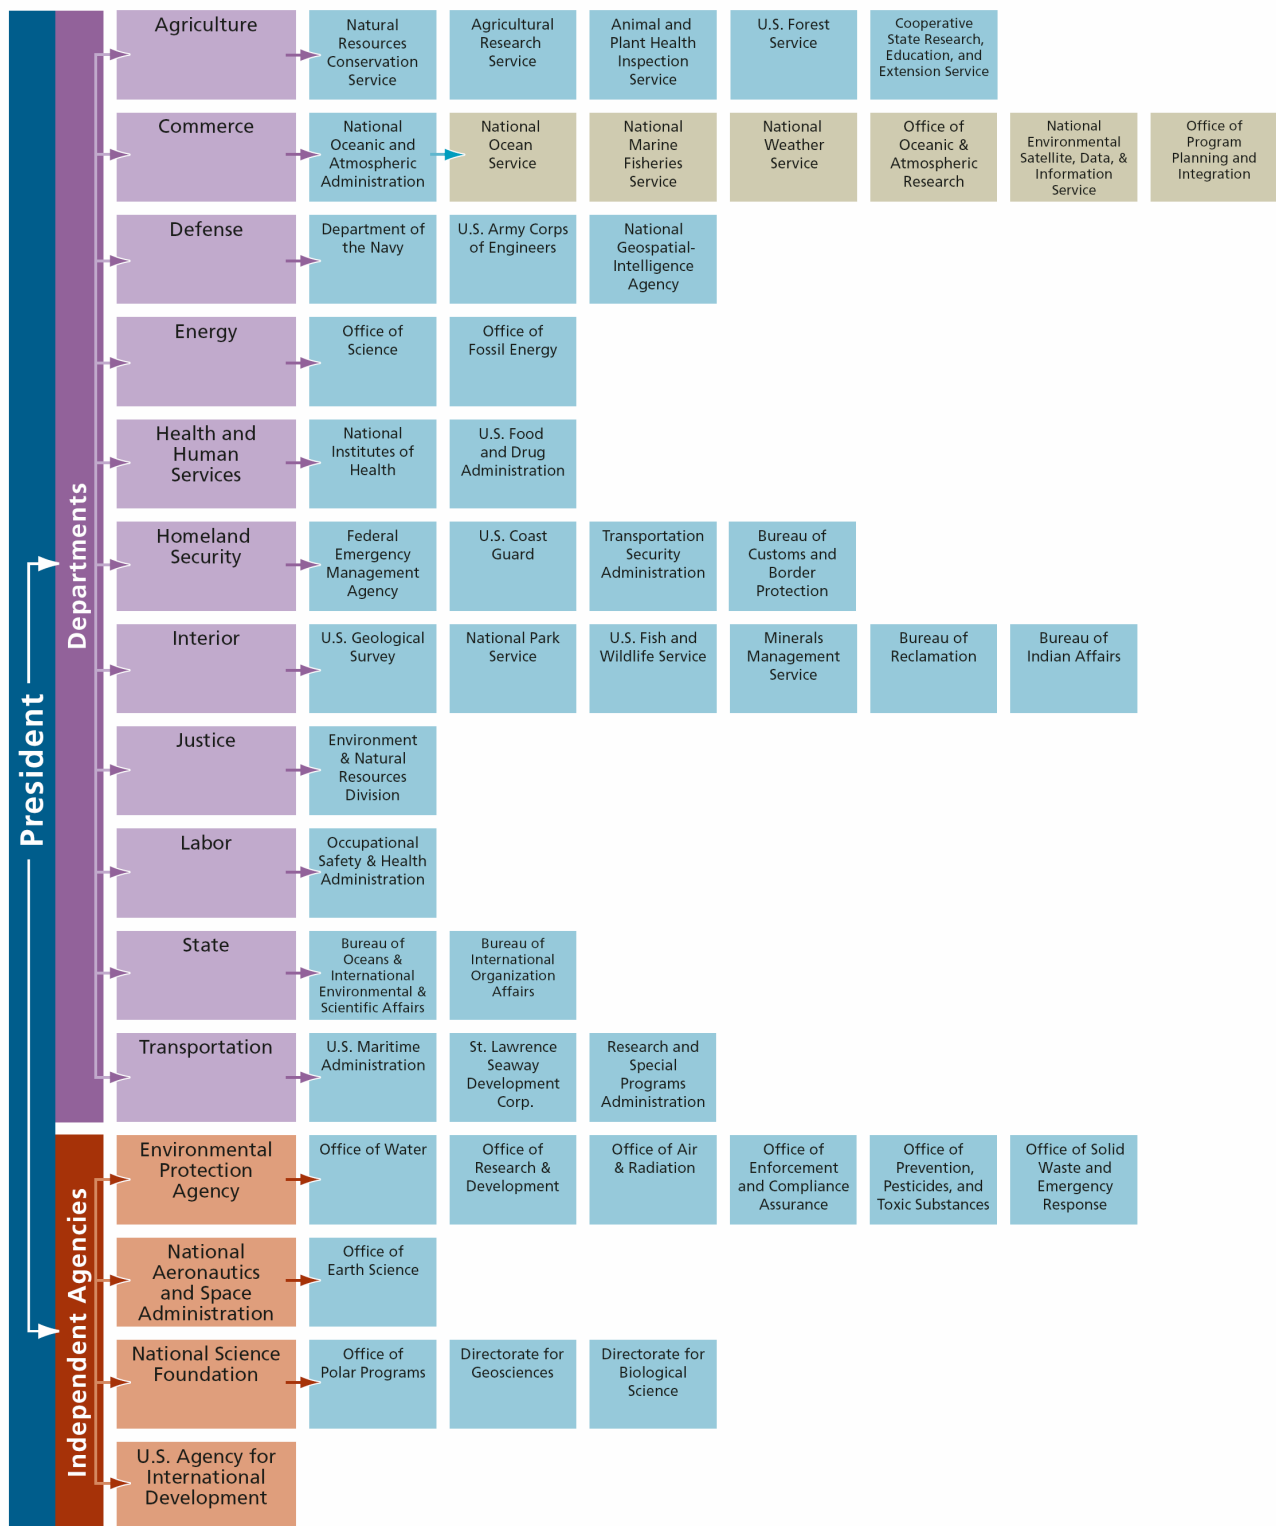 President
Departments
Agriculture
Natural
Resources
Conservation
Service
Agricultural
Research
Service
Animal and
Plant Health
Inspection
Service
U.S. Forest
Service
Cooperative
State Research,
Education, and
Extension Service
Commerce
National
Oceanic and
Atmospheric
Administration
National
Ocean
Service
National
Marine
Fisheries
Service
National
Weather
Service
Office of
Oceanic &
Atmospheric
Research
National
Environmental
Satellite, Data, &
Information
Service
Office of
Program
Planning and
Integration
Defense
Department of
the Navy
U.S. Army Corps
of Engineers
National
Geospatial-
Intelligence
Agency
Energy
Office of
Science
Office of
Fossil Energy
Health and
Human
Services
National
Institutes of
Health
U.S. Food
and Drug
Administration
Homeland
Security
Federal
Emergency
Management
Agency
U.S. Coast
Guard
Transportation
Security
Administration
Bureau of
Customs and
Border
Protection
Interior
U.S. Geological
Survey
National Park
Service
U.S. Fish and
Wildlife Service
Minerals
Management
Service
Bureau of
Reclamation
Bureau of
Indian Affairs
Justice
Environment
& Natural
Resources
Division
Labor
Occupational
Safety & Health
Administration
State
Bureau of
Oceans &
International
Environmental &
Scientific Affairs
Bureau of
International
Organization
Affairs
Transportation
U.S. Maritime
Administration
St. Lawrence
Seaway
Development
Corp.
Research and
Special
Programs
Administration
Independent Agencies
Environmental
Protection
Agency
Office of Water
Office of
Research &
Development
Office of Air
& Radiation
Office of
Enforcement
and Compliance
Assurance
Office of
Prevention,
Pesticides, and
Toxic Substances
Office of Solid
Waste and
Emergency
Response
National
Aeronautics
and Space
Administration
Office of
Earth Science
National Science
Foundation
Office of
Polar Programs
Directorate for
Geosciences
Directorate for
Biological
Science
U.S. Agency for
International
Development